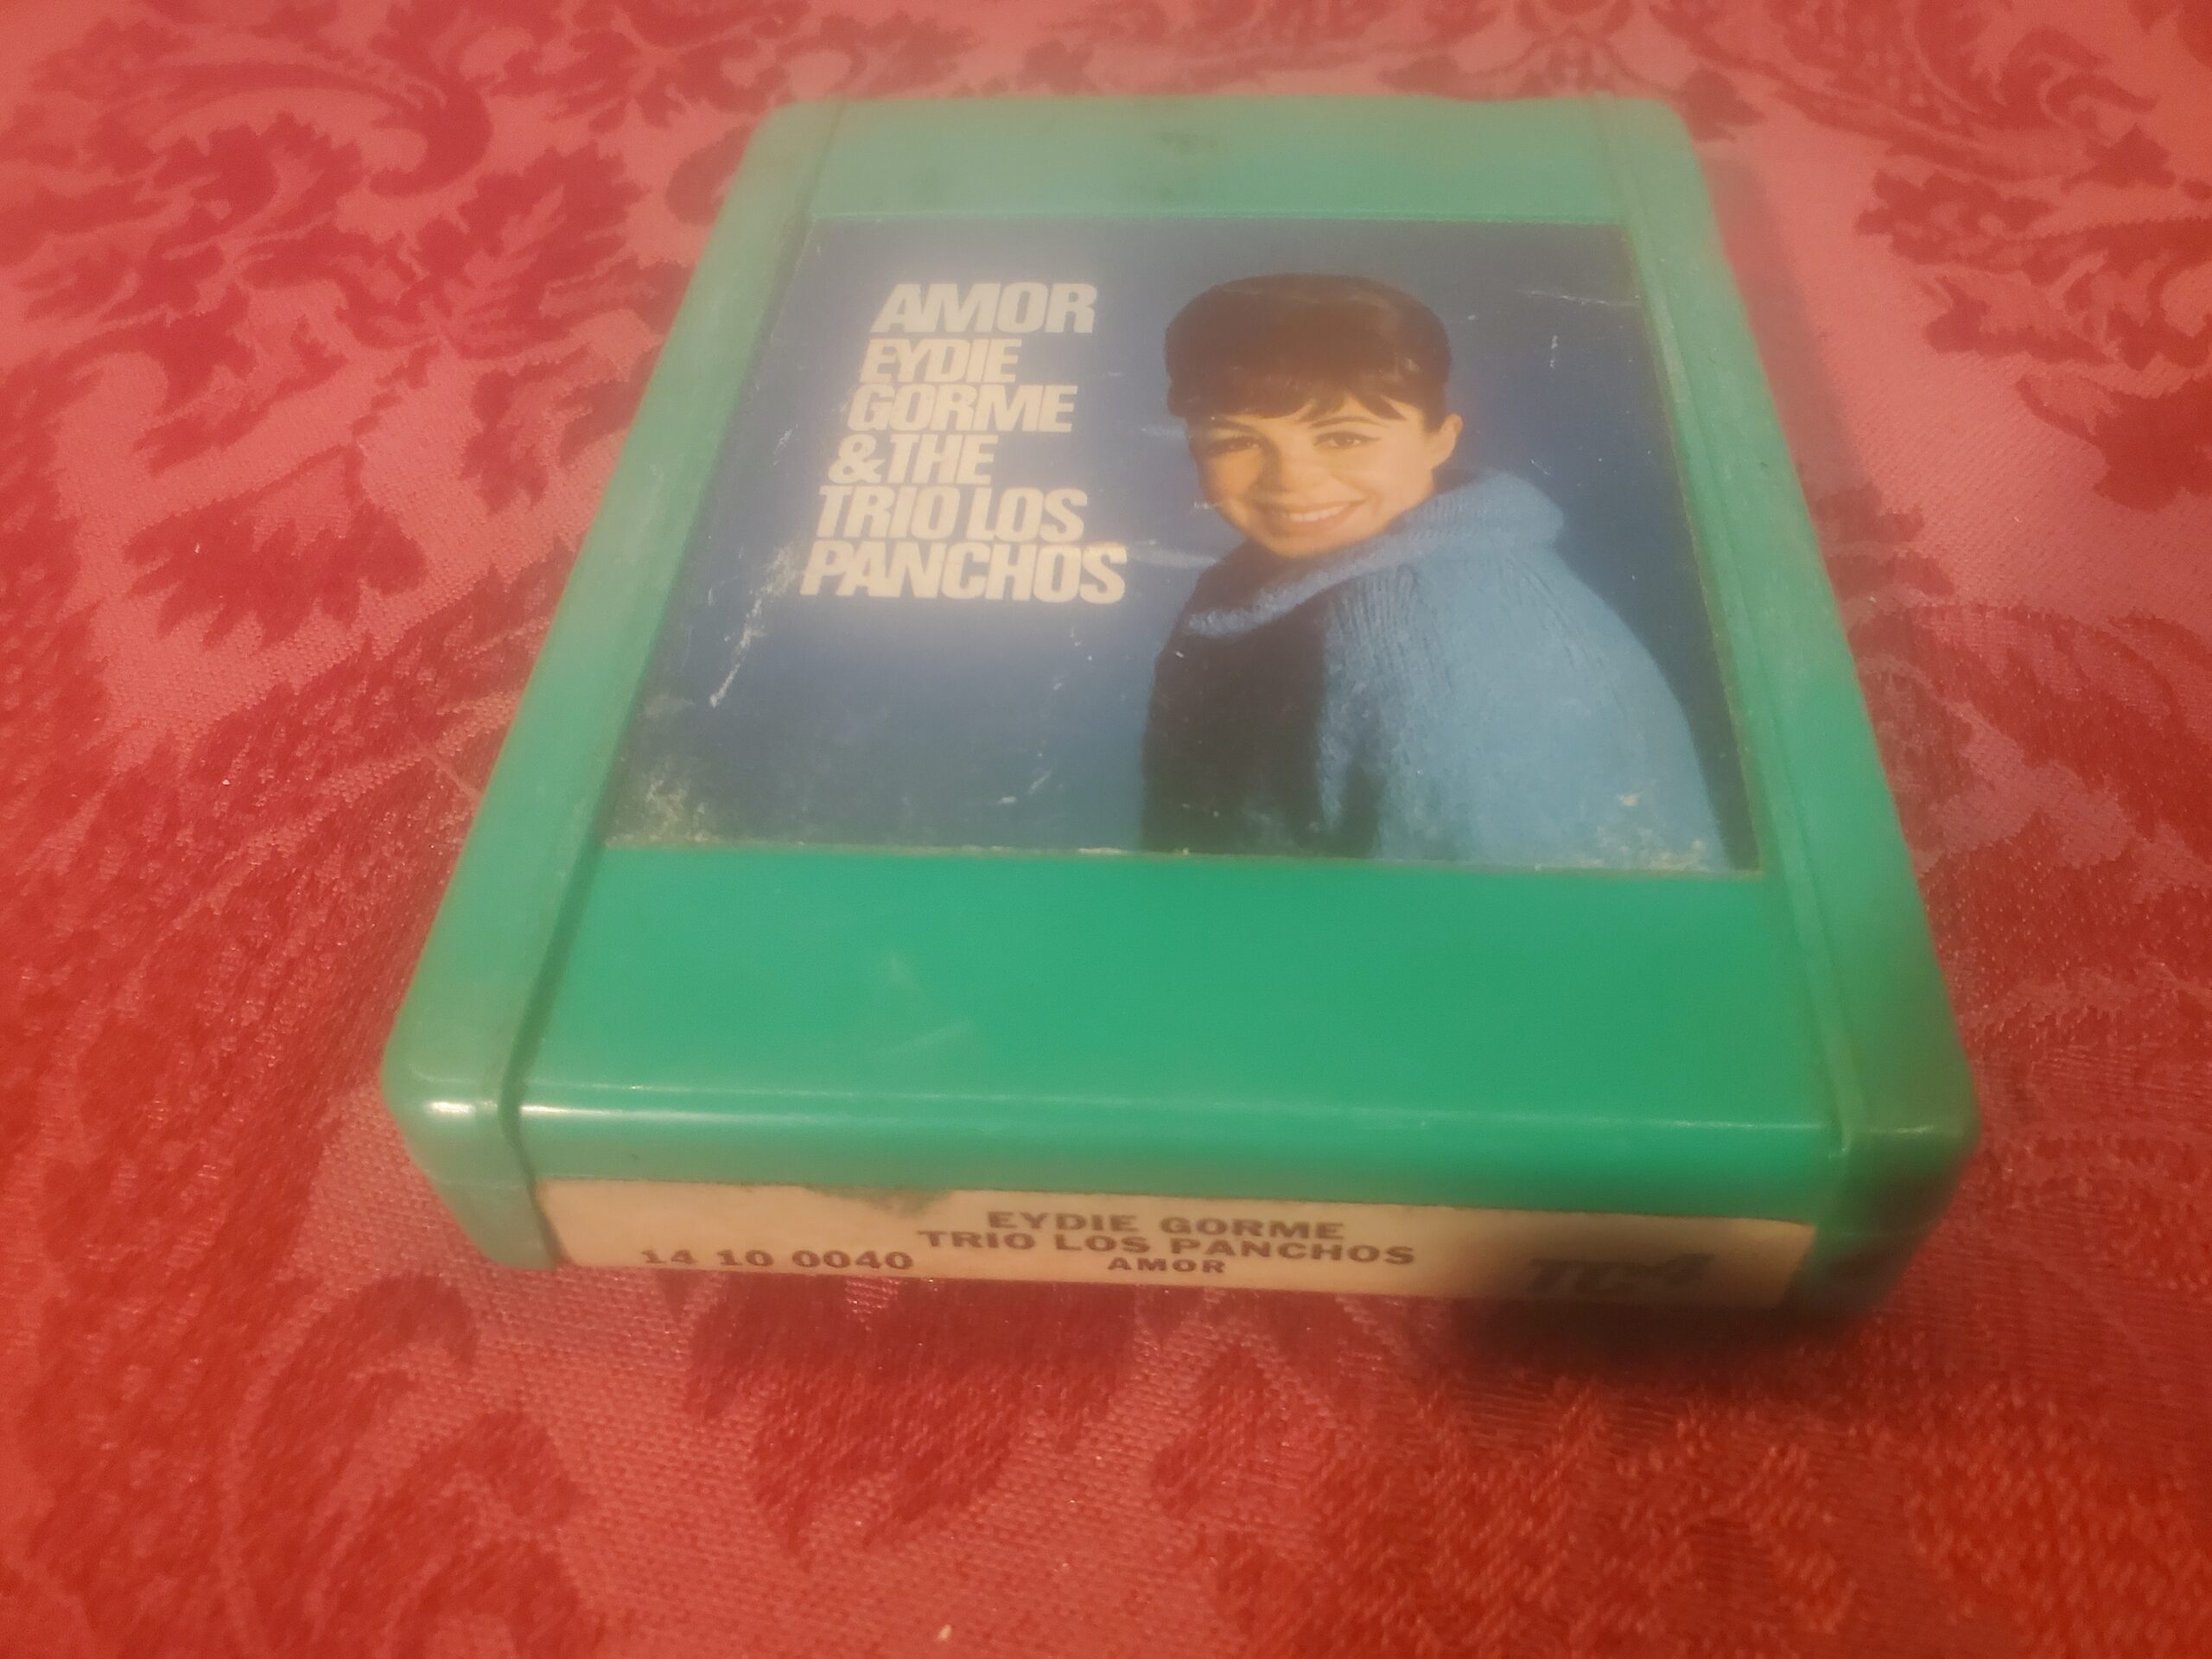 AMOR
EYDIE
GORME
& THE
TRIO LOS
PANCHOS
EYDIE GORME
TRIO LOS PANCHOS
14 10 0040
AMOR